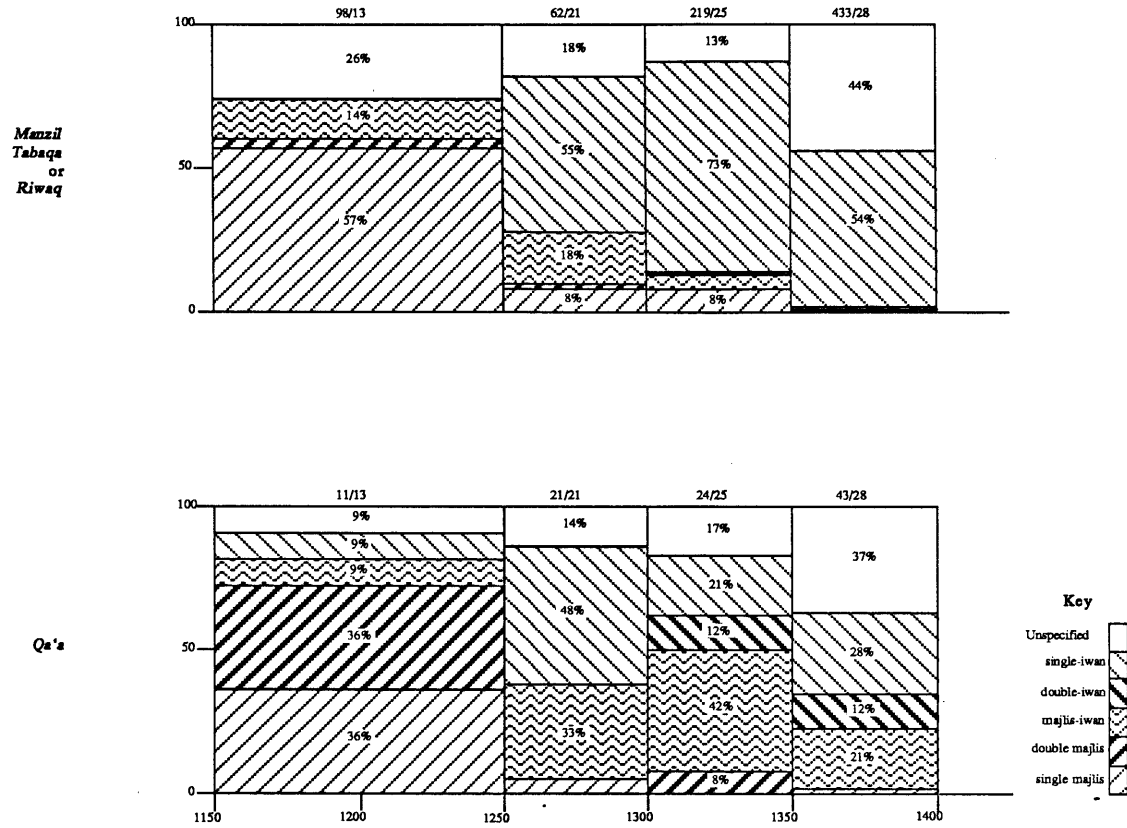 98/13 62/21 219/25 433/28
100
26% 18% 13% 44%
14%
Manzil
Tabaqa
or
Riwaq
50
55% 73% 54%
57%
18%
8% 8%
0
11/13 21/21 24/25 43/28
100
9% 14% 17% 37%
9%
9%
48% 21% 28%
12% 12%
Qa'a
50
36%
36%
33% 42% 21%
8%
0
1150 1200 1250 1300 1350 1400
Key
Unspecified
single-iwan
double-iwan
majlis-iwan
double majlis
single majlis